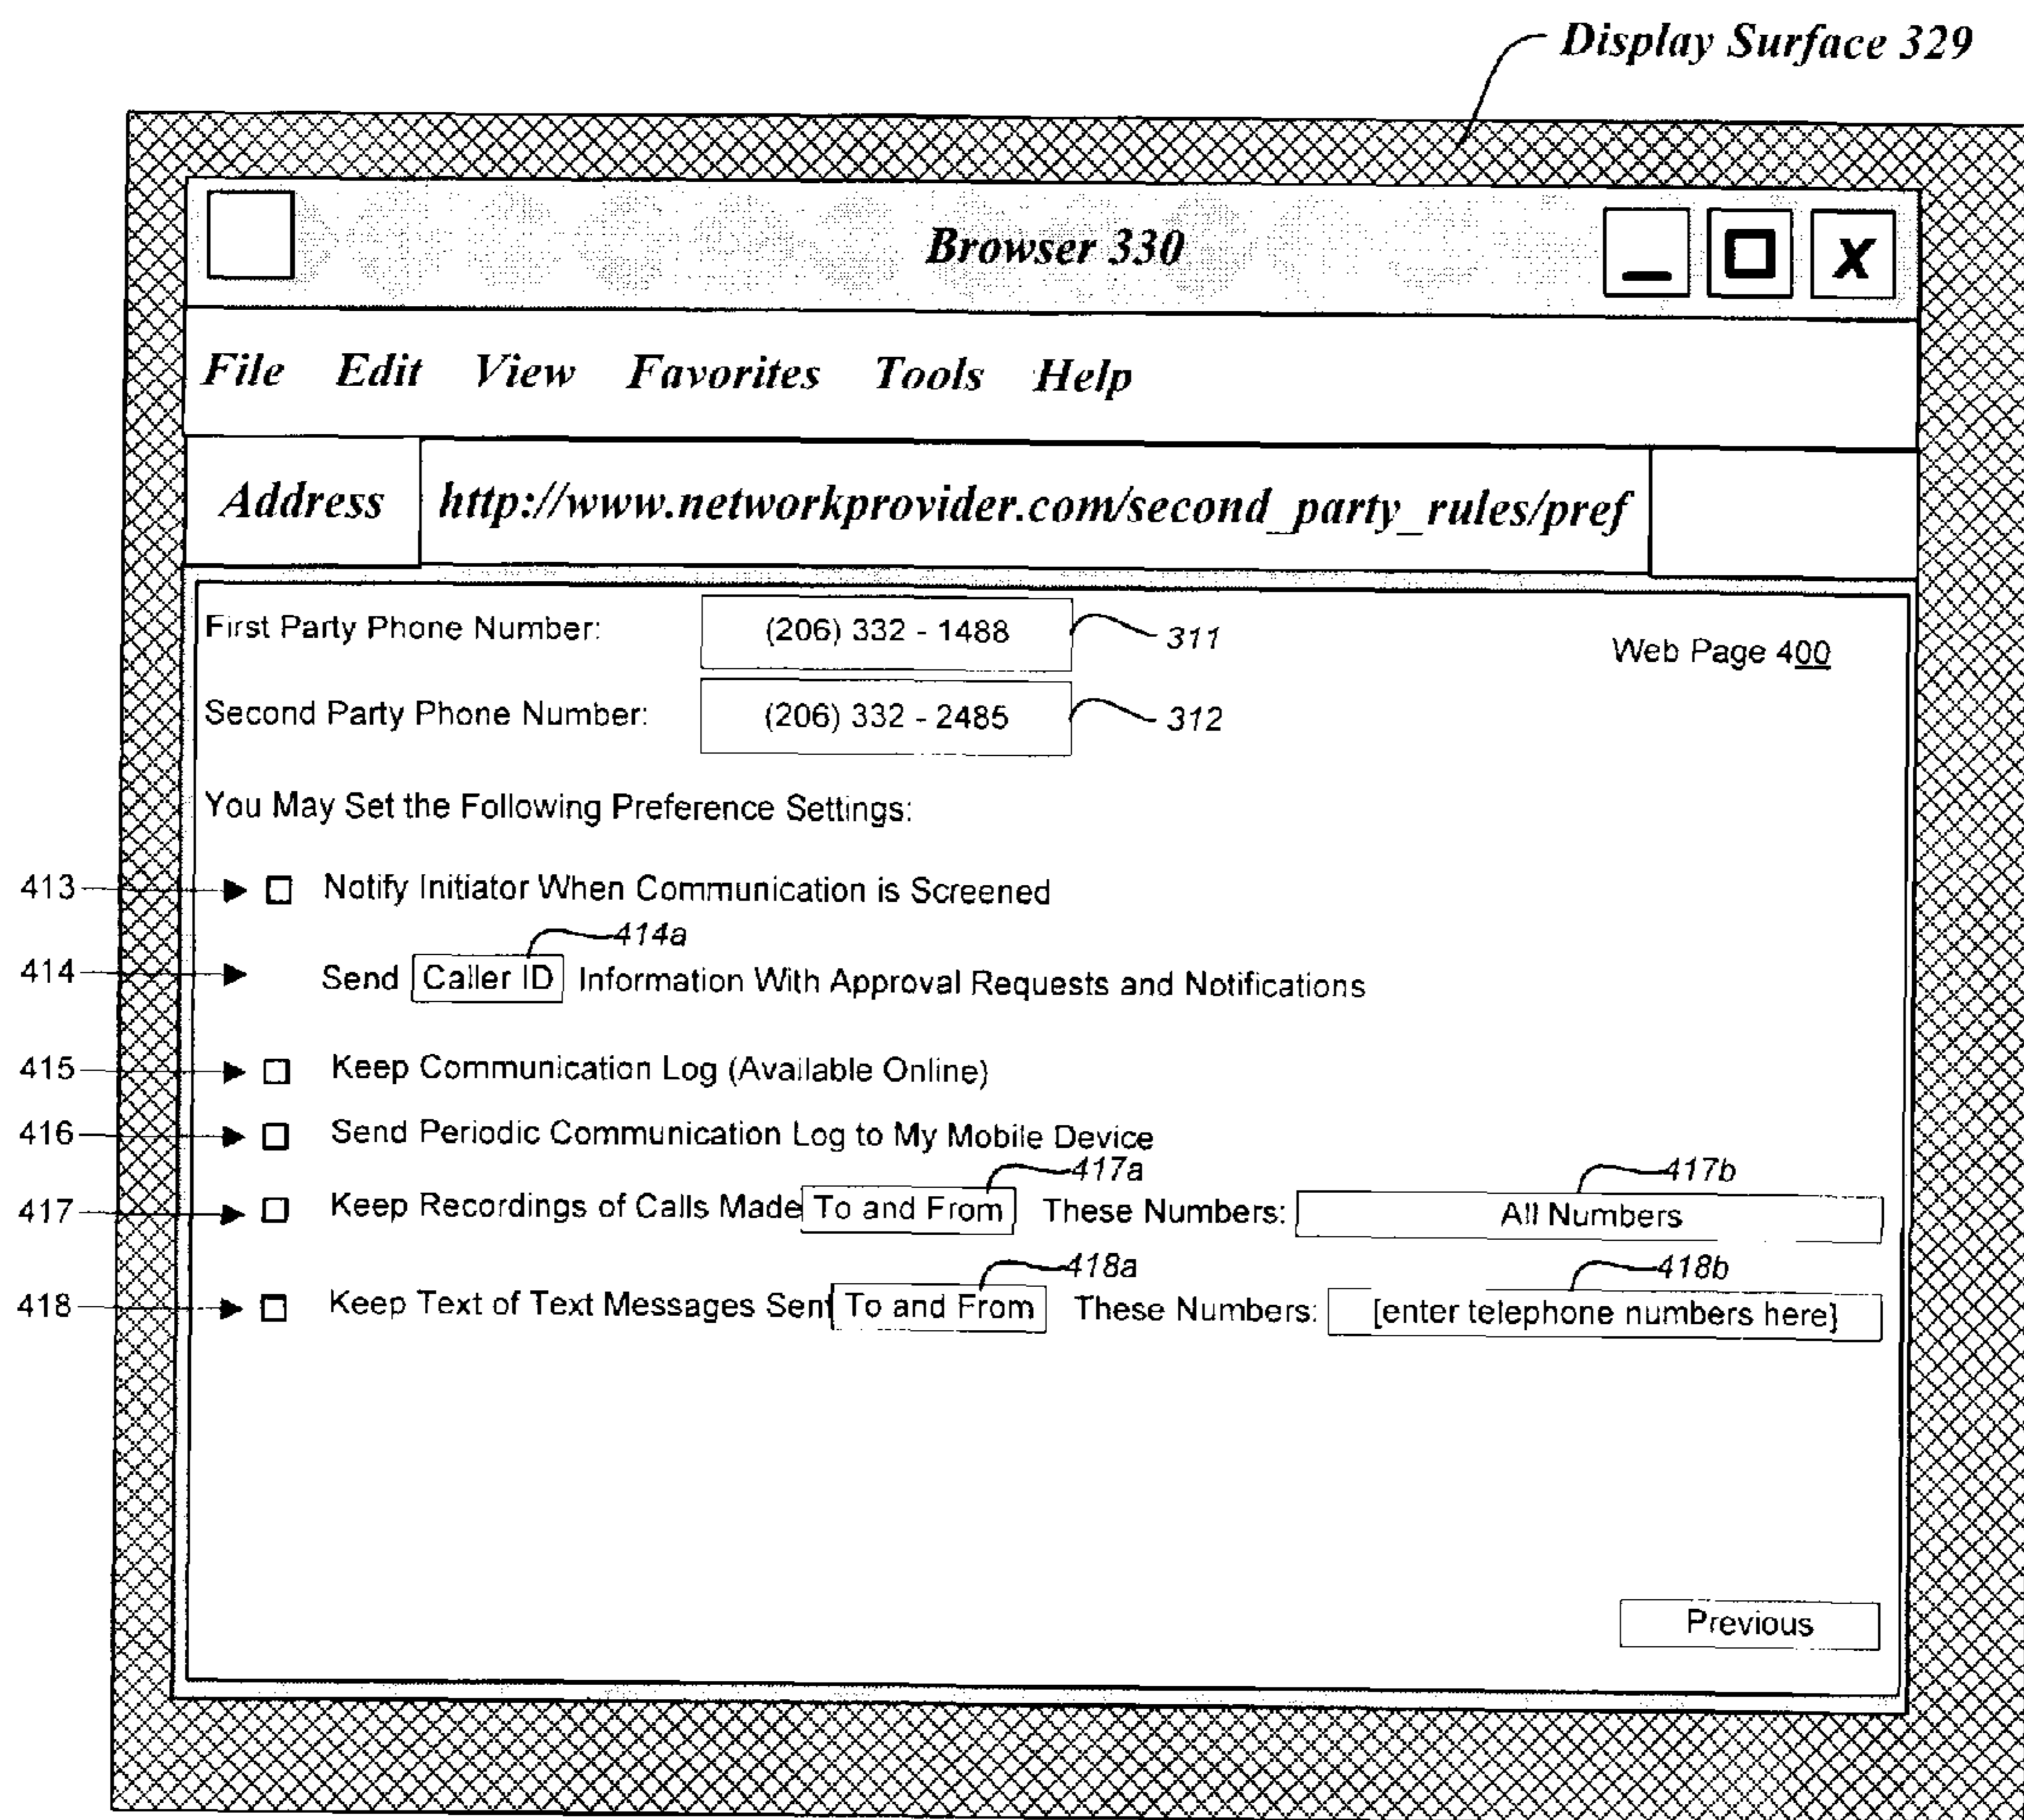 Display Surface 329
Browser 330
X
File Edit View Favorites Tools Help
Address http://www.networkprovider.com/second_party_rules/pref
First Party Phone Number: (206) 332 - 1488 311
Web Page 400
Second Party Phone Number: (206) 332 - 2485 312
You May Set the Following Preference Settings:
413 Notify Initiator When Communication is Screened
414a
414 Send Caller ID Information With Approval Requests and Notifications
415 Keep Communication Log (Available Online)
416 Send Periodic Communication Log to My Mobile Device
417a 417b
417 Keep Recordings of Calls Made To and From These Numbers: All Numbers
418a 418b
418 Keep Text of Text Messages Sent To and From These Numbers: [enter telephone numbers here]
Previous